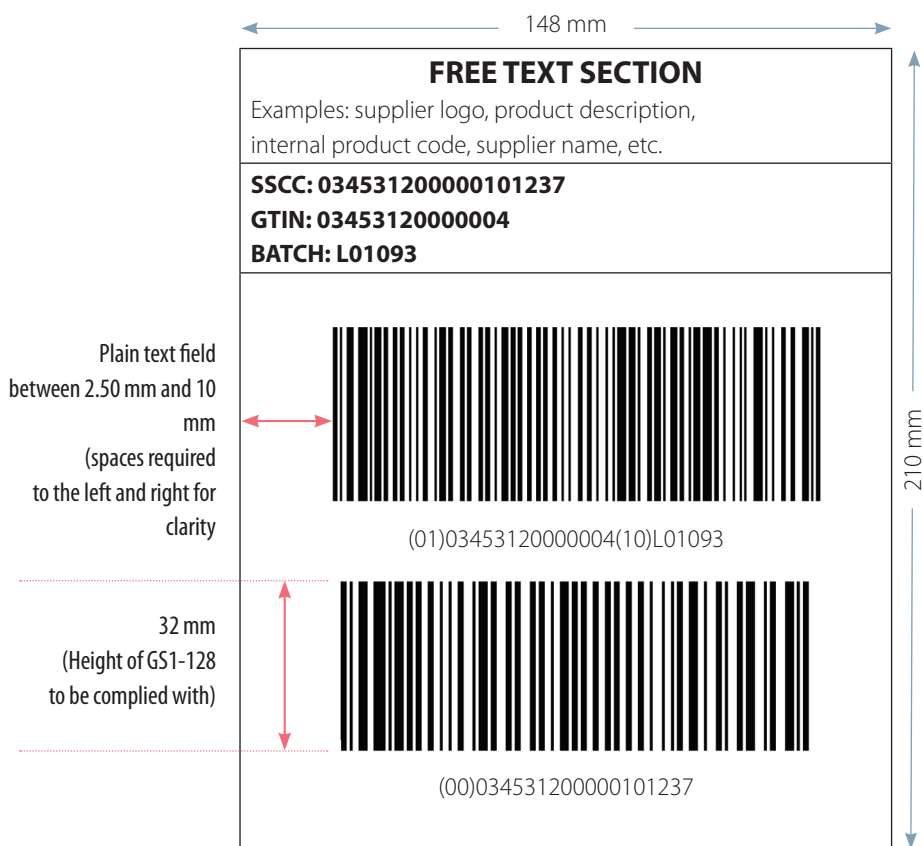 148 mm
FREE TEXT SECTION
Examples: supplier logo, product description,
internal product code, supplier name, etc.
SSCC: 034531200000101237
GTIN: 03453120000004
BATCH: L01093
Plain text field
between 2.50 mm and 10
mm
(spaces required
to the left and right for
clarity
210 mm
(01)03453120000004(10)L01093
32 mm
(Height of GS1-128
to be complied with)
(00)034531200000101237